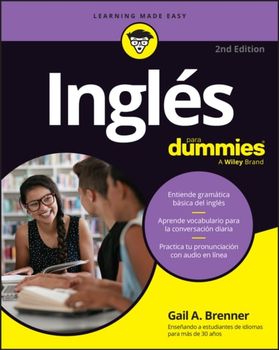 LEARNING MADE EASY
2nd Edition
Inglés
para
dummies
A Wiley Brand
Entiende gramática
básica del inglés
Aprende vocabulario para
la conversación diaria
Practica tu pronunciación
con audio en línea
Gail A. Brenner
Enseñando a estudiantes de idiomas
para más de 30 años